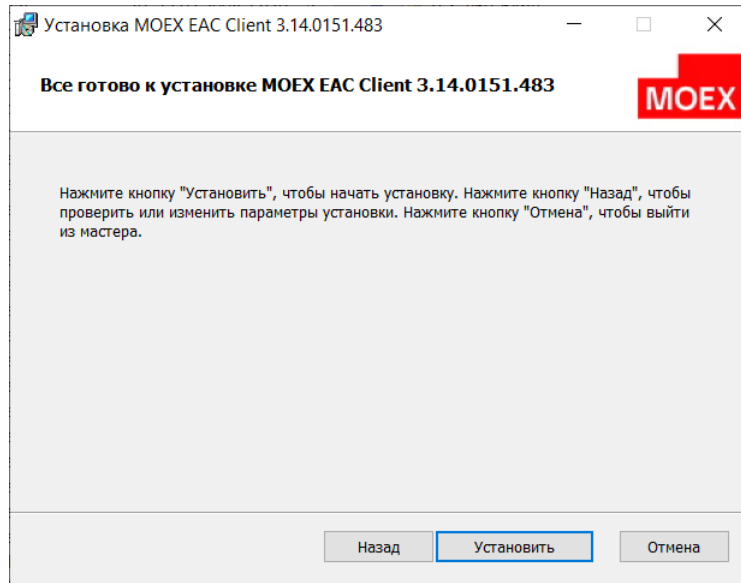 Установка MOEX EAC Client 3.14.0151.483
Все готово к установке MOEX EAC Client 3.14.0151.483
MOEX
Нажмите кнопку "Установить", чтобы начать установку. Нажмите кнопку "Назад", чтобы
проверить или изменить параметры установки. Нажмите кнопку "Отмена", чтобы выйти
из мастера.
Назад
Установить
Отмена